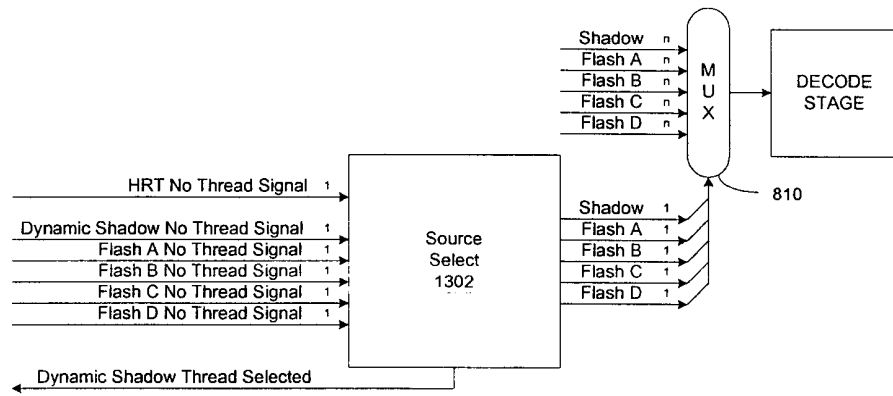 Shadow n
Flash A n
Flash B n
Flash C n
Flash D n
M
U
X
DECODE
STAGE
810
HRT No Thread Signal 1
Dynamic Shadow No Thread Signal 1
Flash A No Thread Signal 1
Flash B No Thread Signal 1
Flash C No Thread Signal 1
Flash D No Thread Signal 1
Source
Select
1302
Shadow 1
Flash A 1
Flash B 1
Flash C 1
Flash D 1
Dynamic Shadow Thread Selected